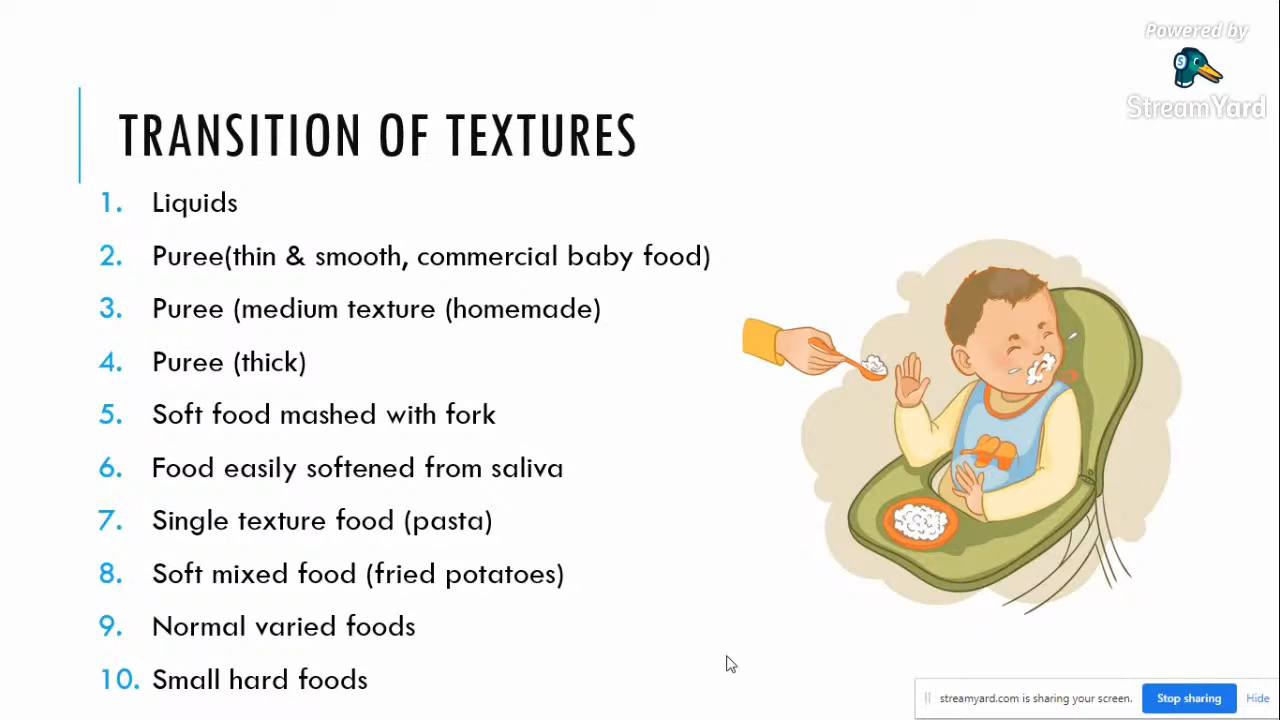 Powered by
StreamYard
TRANSITION OF TEXTURES
1. Liquids
2. Puree(thin & smooth, commercial baby food)
3. Puree (medium texture (homemade)
4. Puree (thick)
5. Soft food mashed with fork
6. Food easily softened from saliva
7. Single texture food (pasta)
8. Soft mixed food (fried potatoes)
9. Normal varied foods
10. Small hard foods
streamyard.com is sharing your screen. Stop sharing Hide